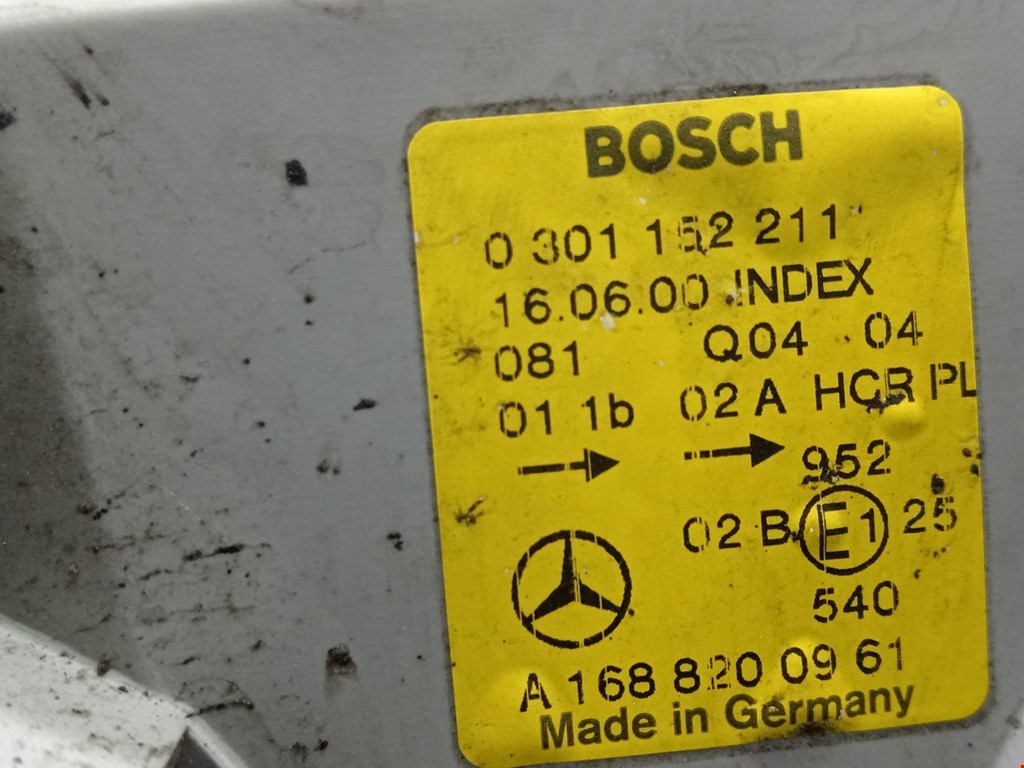 BOSCH
0 301 152 211
16.06.00 INDEX
081 Q04 04
01 1b 02 A HCR PL
952
02 B E1 25
540
A 168 820 09 61
Made in Germany